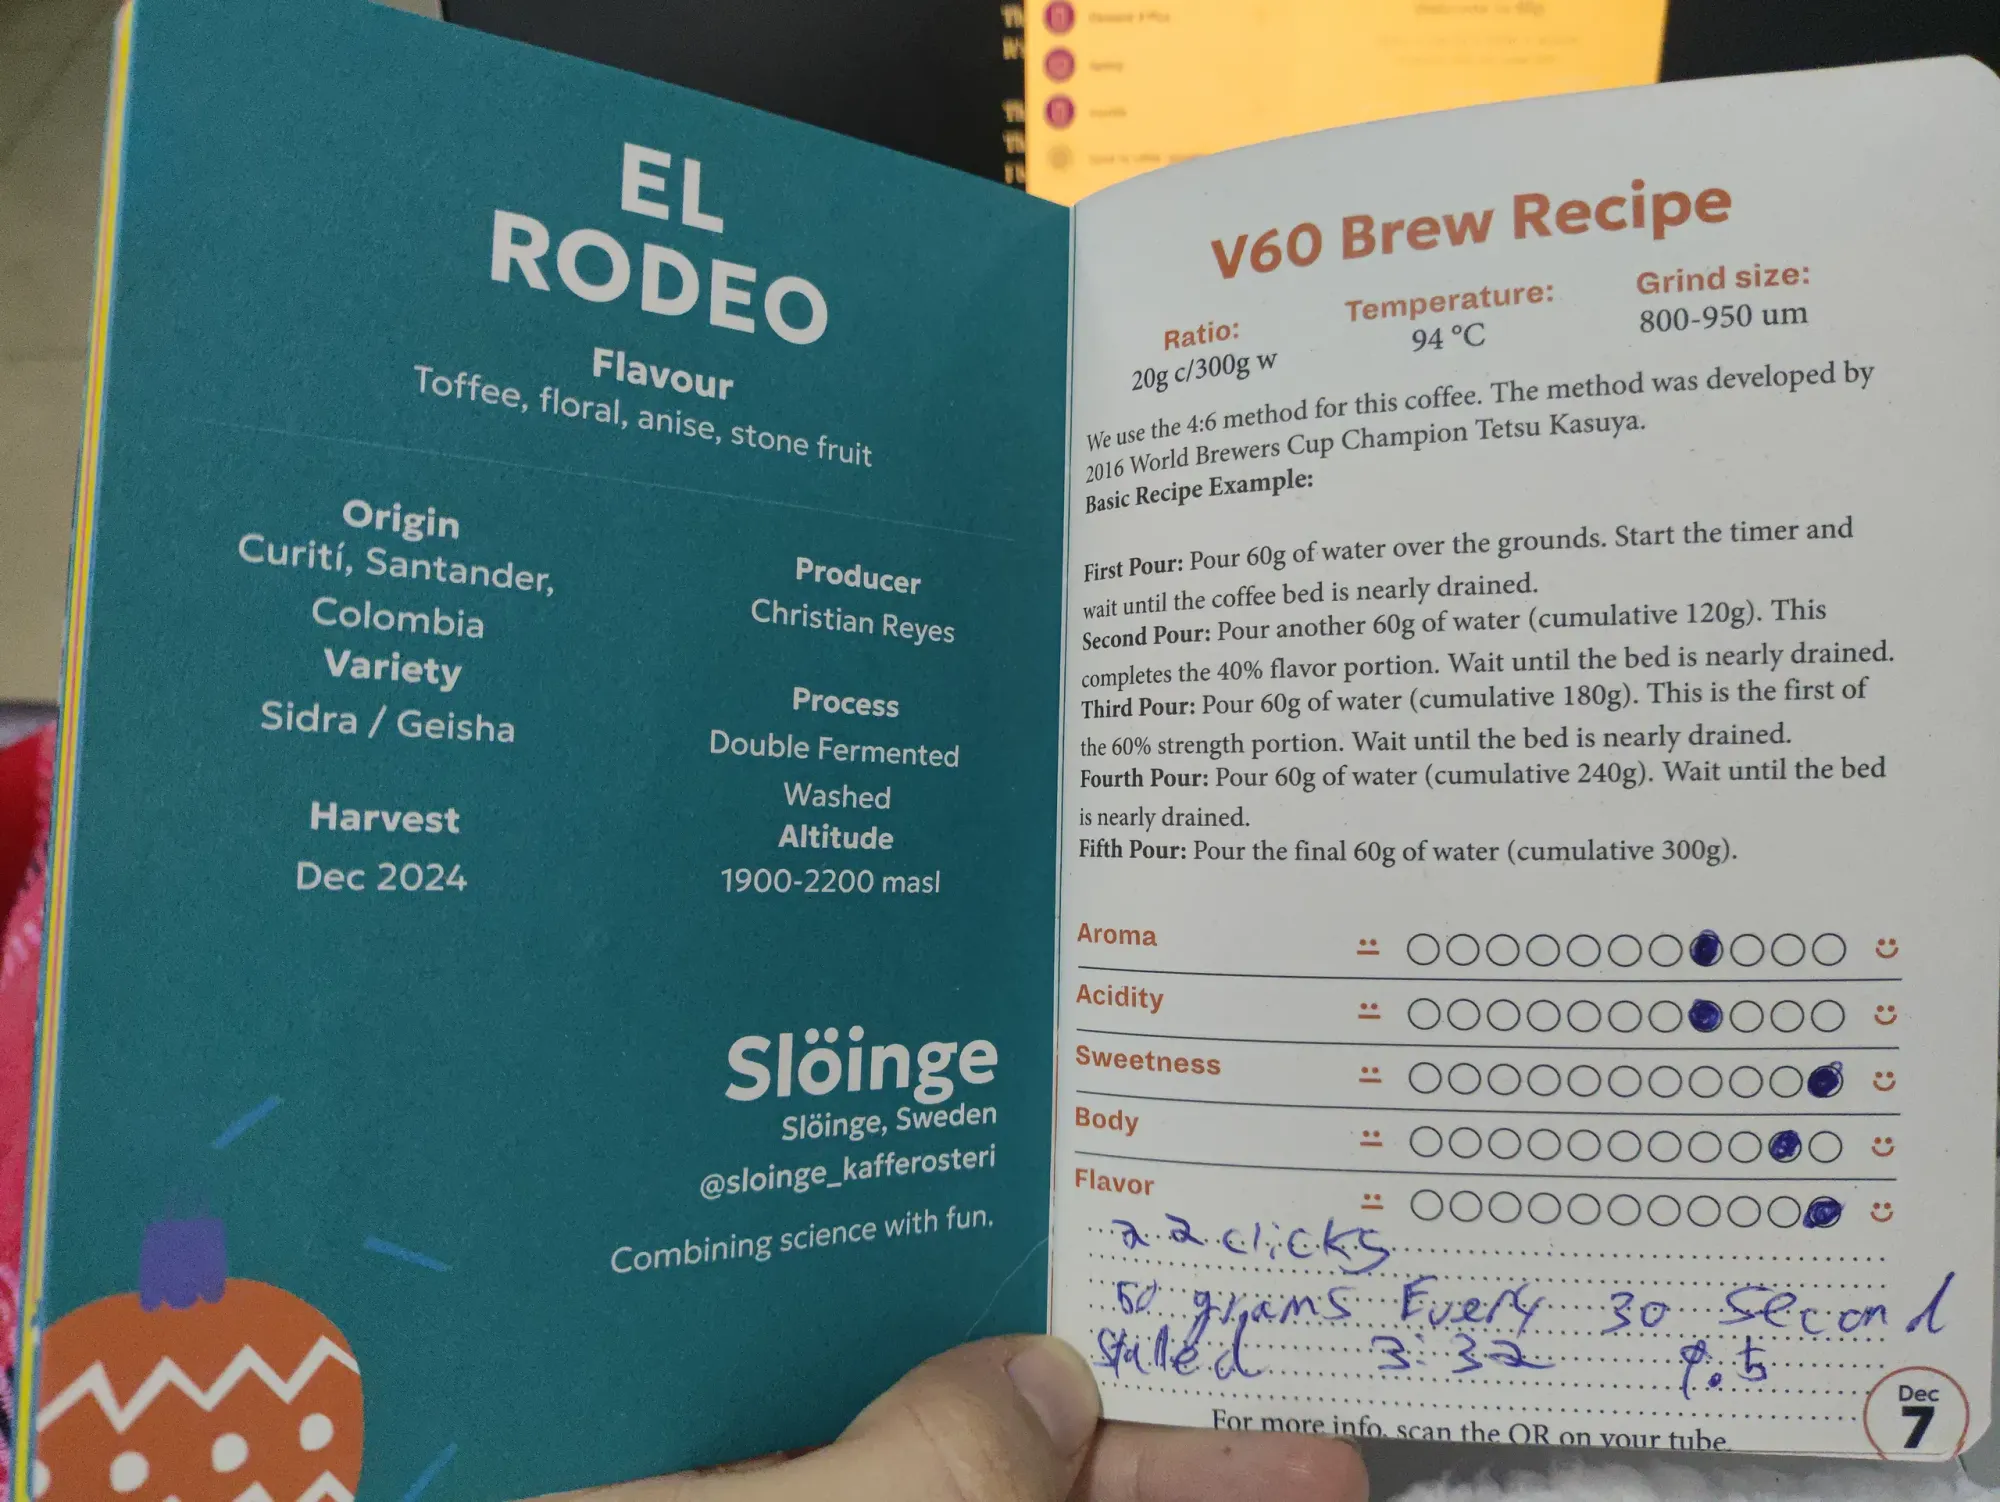 EL
RODEO
Flavour
Toffee, floral, anise, stone fruit
Origin
Curití, Santander,
Colombia
Variety
Sidra / Geisha
Harvest
Dec 2024
Producer
Christian Reyes
Process
Double Fermented
Washed
Altitude
1900-2200 masl
Slöinge
Slöinge, Sweden
@sloinge_kafferosteri
Combining science with fun.
V60 Brew Recipe
Ratio:
20g c/300g w
Temperature:
94 °C
Grind size:
800-950 um
We use the 4:6 method for this coffee. The method was developed by
2016 World Brewers Cup Champion Tetsu Kasuya.
Basic Recipe Example:
First Pour: Pour 60g of water over the grounds. Start the timer and
wait until the coffee bed is nearly drained.
Second Pour: Pour another 60g of water (cumulative 120g). This
completes the 40% flavor portion. Wait until the bed is nearly drained.
Third Pour: Pour 60g of water (cumulative 180g). This is the first of
the 60% strength portion. Wait until the bed is nearly drained.
Fourth Pour: Pour 60g of water (cumulative 240g). Wait until the bed
is nearly drained.
Fifth Pour: Pour the final 60g of water (cumulative 300g).
Aroma
Acidity
Sweetness
Body
Flavor
22 clicks
grams Every 30 second
Stalled 3:32 9.5
For more info, scan the QR on your tube.
Dec
7